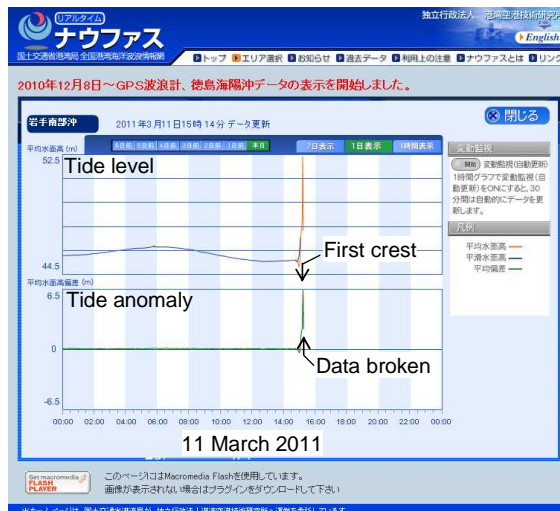 リアルタイム
ナウファス
国土交通省港湾局 全国港湾海洋波浪情報網
独立行政法人 港湾空港技術研究所
English
トップ エリア選択 お知らせ 過去データ 利用上の注意 ナウファスとは リンク
2010年12月8日～GPS波浪計、徳島海陽沖データの表示を開始しました。
岩手南部沖
2011年3月11日15時14分 データ更新
閉じる
平均水面高 (m)
6日前 5日前 4日前 3日前 2日前 1日前 本日
7日表示 1日表示 1時間表示
変動監視
開始 変動監視(自動更新)
1時間グラフで変動監視(自
動更新)をONにすると、30
分間は自動的にデータを更
新します。
凡例
平均水面高
平滑水面高
平均偏差
52.5
Tide level
First crest
44.5
平均水面高偏差 (m)
6.5
Tide anomaly
0
Data broken
-6.5
00:00 02:00 04:00 06:00 08:00 10:00 12:00 14:00 16:00 18:00 20:00 22:00 00:00
11 March 2011
Get macromedia
FLASH
PLAYER
このページにはMacromedia Flashを使用しています。
画像が表示されない場合はプラグインをダウンロードして下さい